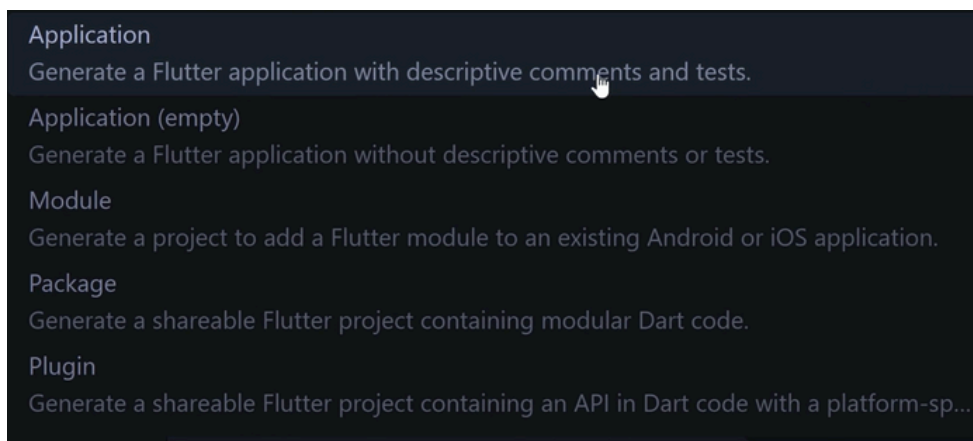 Application
Generate a Flutter application with descriptive comments and tests.
Application (empty)
Generate a Flutter application without descriptive comments or tests.
Module
Generate a project to add a Flutter module to an existing Android or iOS application.
Package
Generate a shareable Flutter project containing modular Dart code.
Plugin
Generate a shareable Flutter project containing an API in Dart code with a platform-sp...